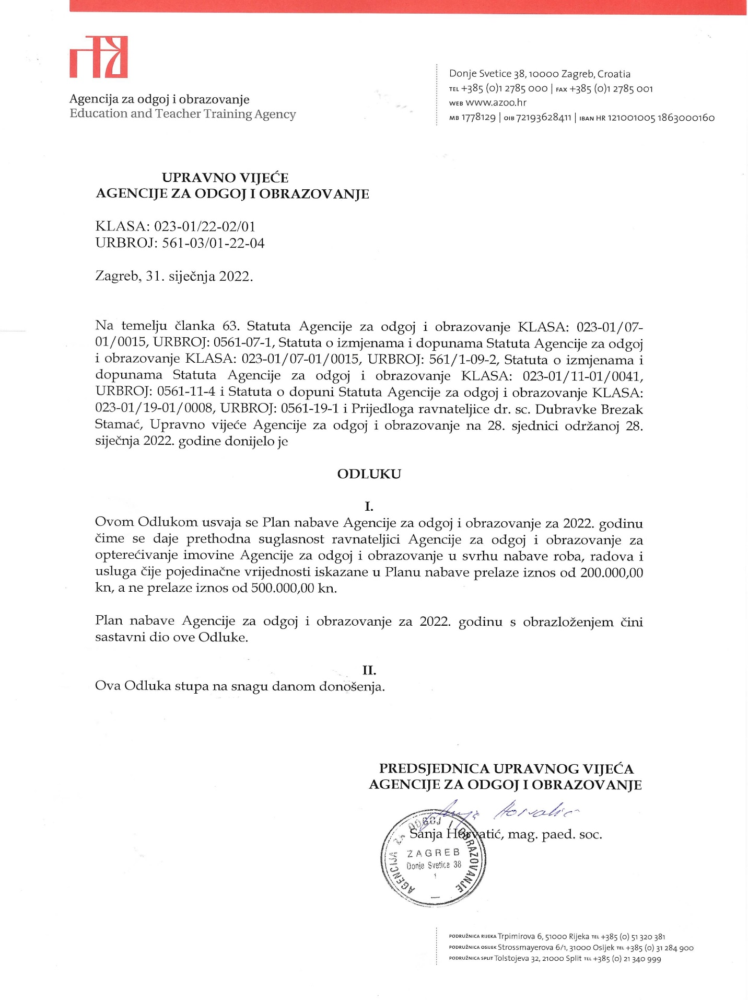 Agencija za odgoj i obrazovanje
Education and Teacher Training Agency
Donje Svetice 38, 10000 Zagreb, Croatia
TEL +385 (0)1 2785 000 | FAX +385 (0)1 2785 001
WEB www.azoo.hr
MB 1778129 | OIB 72193628411 | IBAN HR 121001005 1863000160
UPRAVNO VIJEĆE
AGENCIJE ZA ODGOJ I OBRAZOVANJE
KLASA: 023-01/22-02/01
URBROJ: 561-03/01-22-04
Zagreb, 31. siječnja 2022.
Na temelju članka 63. Statuta Agencije za odgoj i obrazovanje KLASA: 023-01/07-
01/0015, URBROJ: 0561-07-1, Statuta o izmjenama i dopunama Statuta Agencije za odgoj
i obrazovanje KLASA: 023-01/07-01/0015, URBROJ: 561/1-09-2, Statuta o izmjenama i
dopunama Statuta Agencije za odgoj i obrazovanje KLASA: 023-01/11-01/0041,
URBROJ: 0561-11-4 i Statuta o dopuni Statuta Agencije za odgoj i obrazovanje KLASA:
023-01/19-01/0008, URBROJ: 0561-19-1 i Prijedloga ravnateljice dr. sc. Dubravke Brezak
Stamać, Upravno vijeće Agencije za odgoj i obrazovanje na 28. sjednici održanoj 28.
siječnja 2022. godine donijelo je
ODLUKU
I.
Ovom Odlukom usvaja se Plan nabave Agencije za odgoj i obrazovanje za 2022. godinu
čime se daje prethodna suglasnost ravnateljici Agencije za odgoj i obrazovanje za
opterećivanje imovine Agencije za odgoj i obrazovanje u svrhu nabave roba, radova i
usluga čije pojedinačne vrijednosti iskazane u Planu nabave prelaze iznos od 200.000,00
kn, a ne prelaze iznos od 500.000,00 kn.
Plan nabave Agencije za odgoj i obrazovanje za 2022. godinu s obrazloženjem čini
sastavni dio ove Odluke.
II.
Ova Odluka stupa na snagu danom donošenja.
PREDSJEDNICA UPRAVNOG VIJEĆA
AGENCIJE ZA ODGOJ I OBRAZOVANJE
Sanja Horvatić
Sanja Horvatić, mag. paed. soc.
AGENCIJA ZA ODGOJ I OBRAZOVANJE
ZAGREB
Donje Svetice 38
1
PODRUŽNICA RIJEKA Trpimirova 6, 51000 Rijeka TEL +385 (0) 51 320 381
PODRUŽNICA OSIJEK Strossmayerova 6/1, 31000 Osijek TEL +385 (0) 31 284 900
PODRUŽNICA SPLIT Tolstojeva 32, 21000 Split TEL +385 (0) 21 340 999